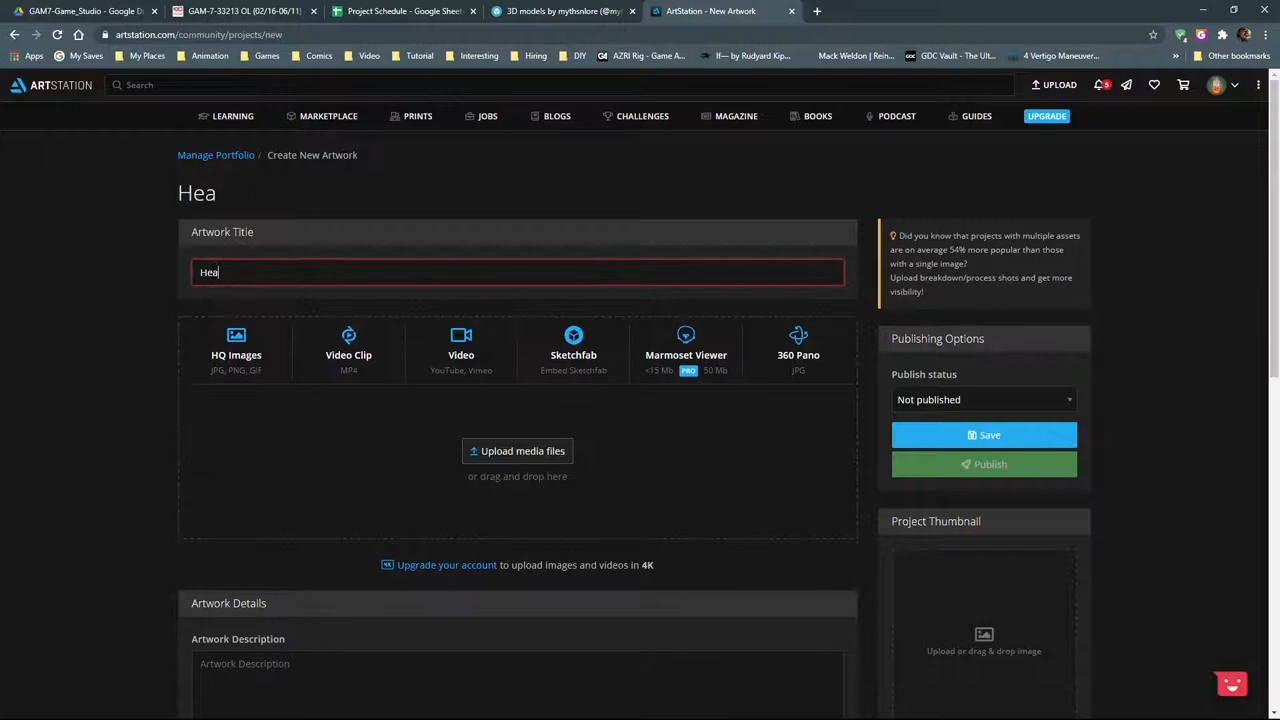 GAM7-Game_Studio - Google D
GAM-7-33213 OL (02/16-06/11)
Project Schedule - Google Sheet
3D models by mythsnlore (@myt
ArtStation - New Artwork
artstation.com/community/projects/new
Apps
My Places
Animation
Games
Comics
Video
Tutorial
Interesting
Hiring
DIY
AZRI Rig - Game A...
If— by Rudyard Kip...
Mack Weldon | Rein...
GDC Vault - The Ult...
4 Vertigo Maneuver...
»
Other bookmarks
ARTSTATION
Search
UPLOAD
5
LEARNING
MARKETPLACE
PRINTS
JOBS
BLOGS
CHALLENGES
MAGAZINE
BOOKS
PODCAST
GUIDES
UPGRADE
Manage Portfolio / Create New Artwork
Hea
Artwork Title
Hea
HQ Images
JPG, PNG, GIF
Video Clip
MP4
Video
YouTube, Vimeo
Sketchfab
Embed Sketchfab
Marmoset Viewer
<15 Mb PRO 50 Mb
360 Pano
JPG
Upload media files
or drag and drop here
4K Upgrade your account to upload images and videos in 4K
Artwork Details
Artwork Description
Artwork Description
Did you know that projects with multiple assets
are on average 54% more popular than those
with a single image?
Upload breakdown/process shots and get more
visibility!
Publishing Options
Publish status
Not published
Save
Publish
Project Thumbnail
Upload or drag & drop image